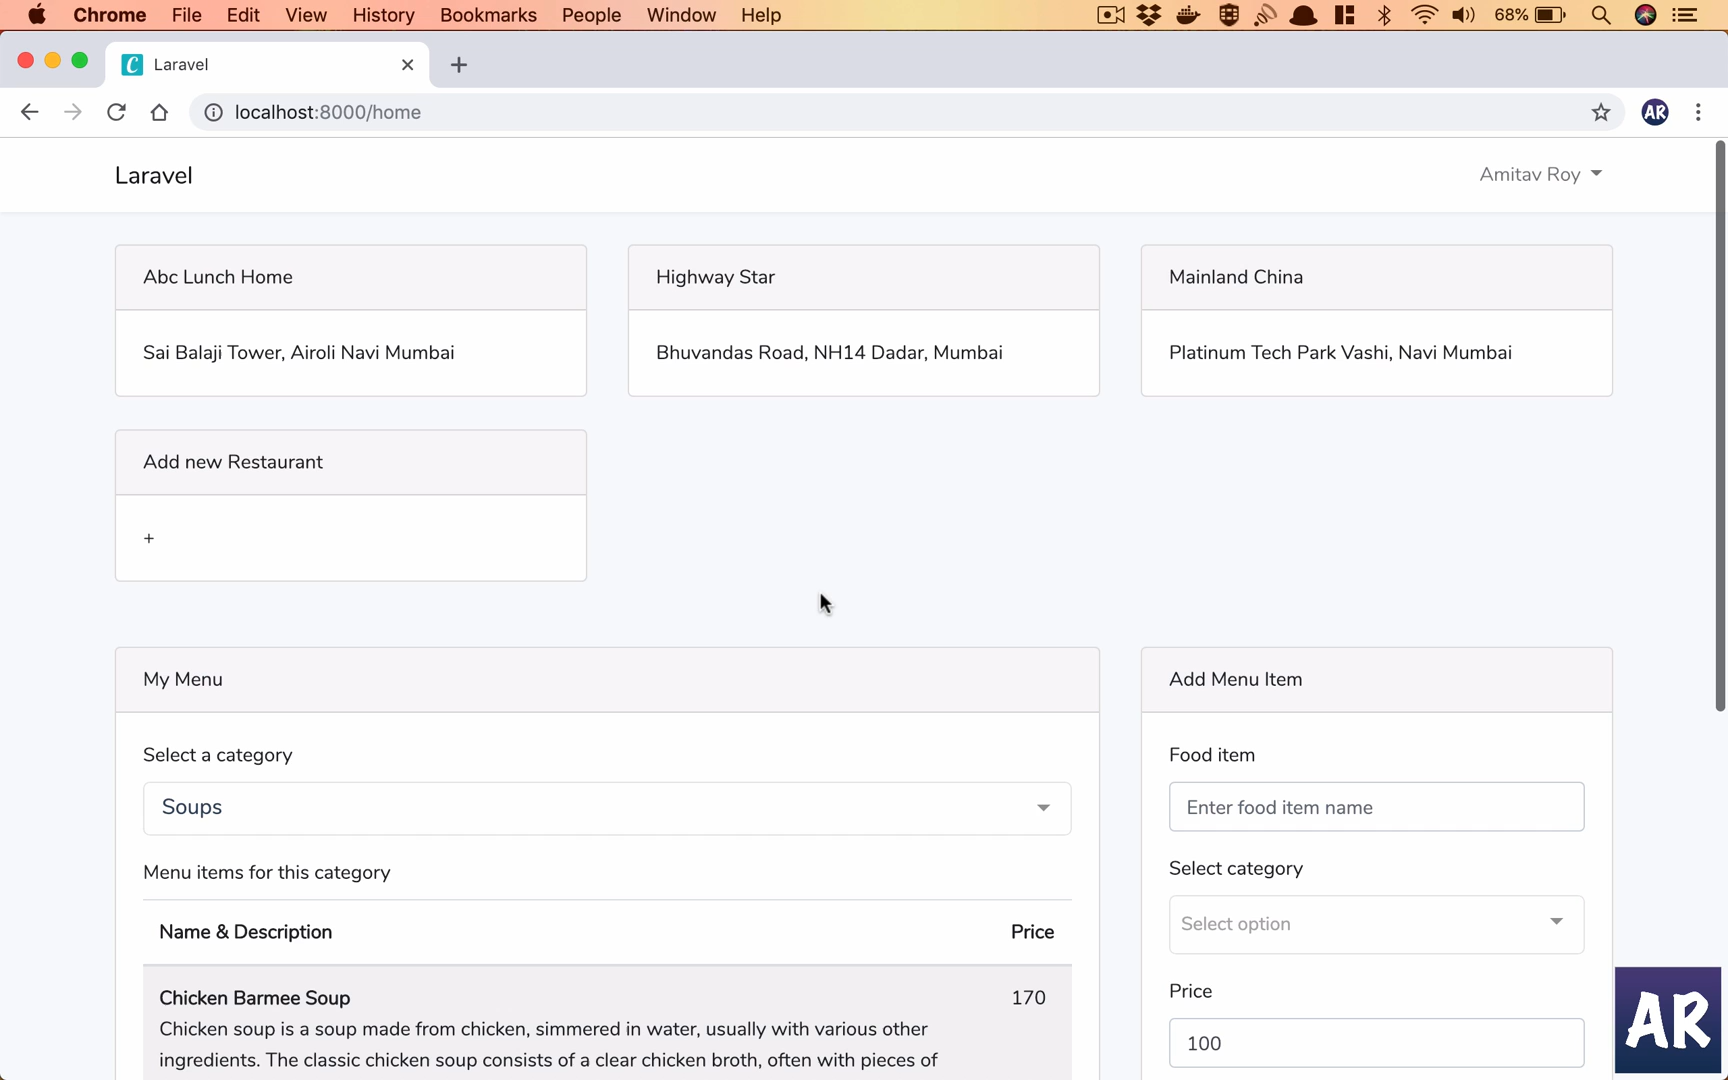 Chrome File Edit View History Bookmarks People Window Help 68%
Laravel
localhost:8000/home
AR
Laravel
Amitav Roy
Abc Lunch Home
Sai Balaji Tower, Airoli Navi Mumbai
Highway Star
Bhuvandas Road, NH14 Dadar, Mumbai
Mainland China
Platinum Tech Park Vashi, Navi Mumbai
Add new Restaurant
+
My Menu
Select a category
Soups
Menu items for this category
Name & Description Price
Chicken Barmee Soup 170
Chicken soup is a soup made from chicken, simmered in water, usually with various other
ingredients. The classic chicken soup consists of a clear chicken broth, often with pieces of
Add Menu Item
Food item
Enter food item name
Select category
Select option
Price
100
AR